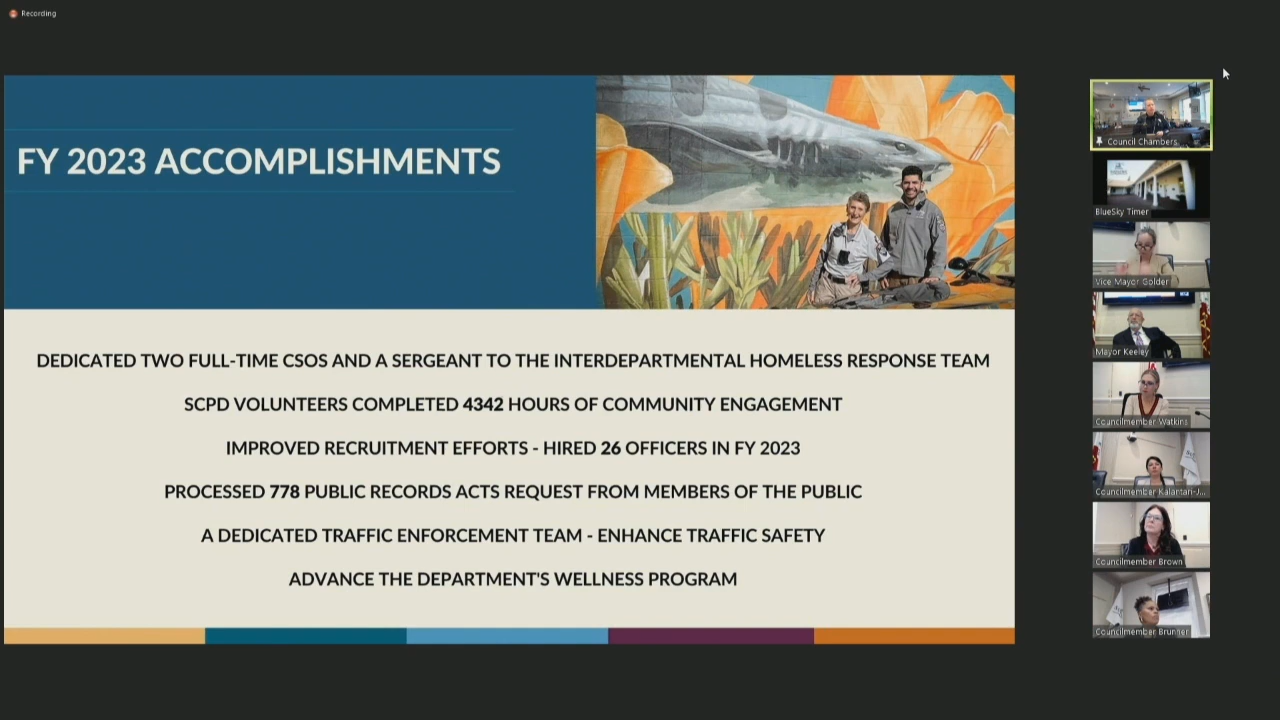 Recording
FY 2023 ACCOMPLISHMENTS
DEDICATED TWO FULL-TIME CSOS AND A SERGEANT TO THE INTERDEPARTMENTAL HOMELESS RESPONSE TEAM
SCPD VOLUNTEERS COMPLETED 4342 HOURS OF COMMUNITY ENGAGEMENT
IMPROVED RECRUITMENT EFFORTS - HIRED 26 OFFICERS IN FY 2023
PROCESSED 778 PUBLIC RECORDS ACTS REQUEST FROM MEMBERS OF THE PUBLIC
A DEDICATED TRAFFIC ENFORCEMENT TEAM - ENHANCE TRAFFIC SAFETY
ADVANCE THE DEPARTMENT'S WELLNESS PROGRAM
Council Chambers
BlueSky Timer
Vice Mayor Golder
Mayor Keeley
Councilmember Watkins
Councilmember Kalantari-J...
Councilmember Brown
Councilmember Brunner